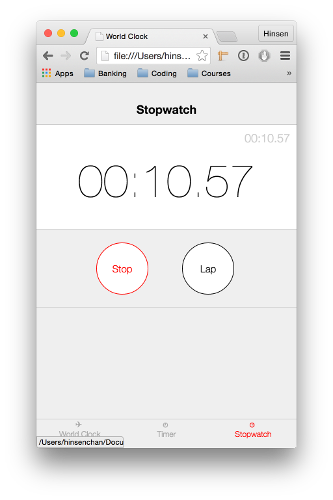 World Clock
Hinsen
file:///Users/hins...
Apps Banking Coding Courses »
Stopwatch
00:10.57
00:10.57
Stop Lap
World Clock Timer Stopwatch
/Users/hinsenchan/Docu